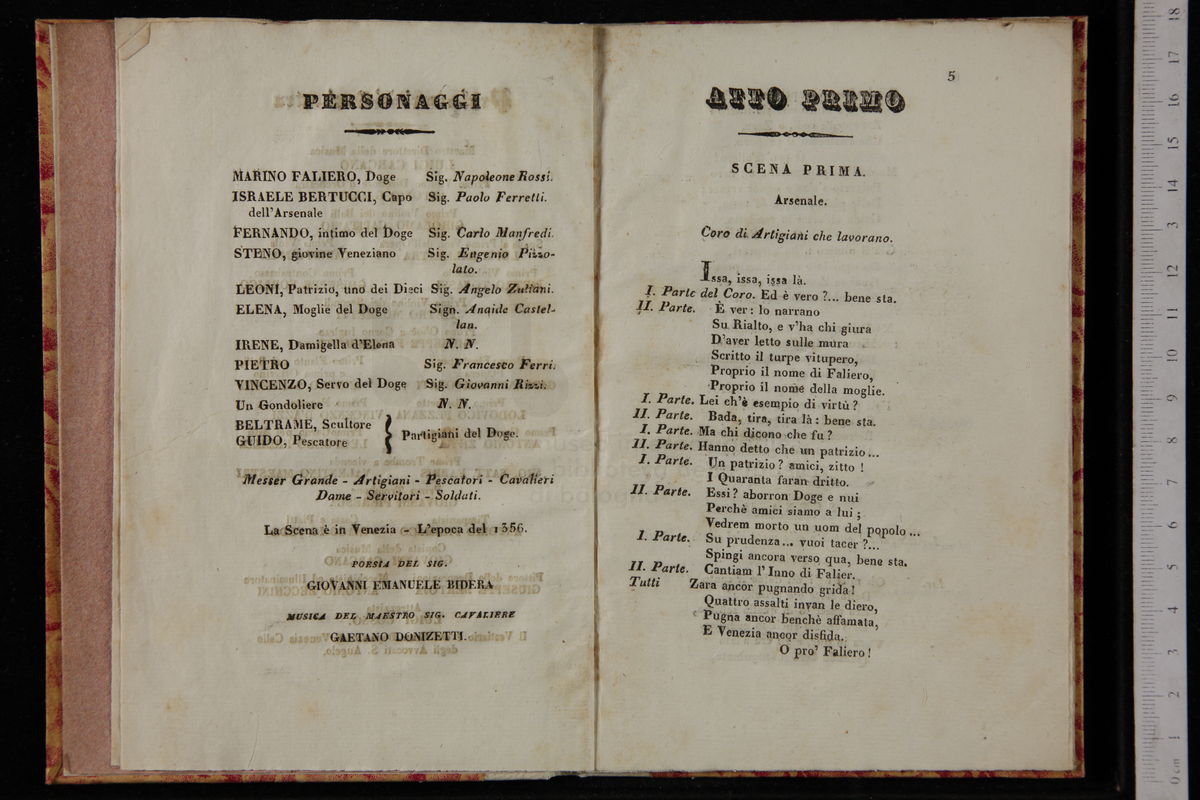 PERSONAGGI
MARINO FALIERO, Doge Sig. Napoleone Rossi.
ISRAELE BERTUCCI, Capo Sig. Paolo Ferretti.
dell'Arsenale
FERNANDO, intimo del Doge Sig. Carlo Manfredi.
STENO, giovine Veneziano Sig. Eugenio Pizzo-
lato.
LEONI, Patrizio, uno dei Dieci Sig. Angelo Zuliani.
ELENA, Moglie del Doge Sign. Anaide Castel-
lan.
IRENE, Damigella d'Elena N. N.
PIETRO Sig. Francesco Ferri.
VINCENZO, Servo del Doge Sig. Giovanni Rizzi.
Un Gondoliere N. N.
BELTRAME, Scultore
GUIDO, Pescatore
Partigiani del Doge.
Messer Grande - Artigiani - Pescatori - Cavalieri
Dame - Servitori - Soldati.
La Scena è in Venezia - L'epoca del 1356.
POESIA DEL SIG.
GIOVANNI EMANUELE BIDERA
MUSICA DEL MAESTRO SIG. CAVALIERE
GAETANO DONIZETTI.
5
ATTO PRIMO
SCENA PRIMA.
Arsenale.
Coro di Artigiani che lavorano.
Issa, issa, issa là.
I. Parte del Coro. Ed è vero ?... bene sta.
II. Parte. È ver : lo narrano
Su Rialto, e v'ha chi giura
D'aver letto sulle mura
Scritto il turpe vitupero,
Proprio il nome di Faliero,
Proprio il nome della moglie.
I. Parte. Lei ch'è esempio di virtù ?
II. Parte. Bada, tira, tira là : bene sta.
I. Parte. Ma chi dicono che fu ?
II. Parte. Hanno detto che un patrizio ...
I. Parte. Un patrizio ? amici, zitto !
I Quaranta faran dritto.
II. Parte. Essi ? aborron Doge e nui
Perchè amici siamo a lui ;
Vedrem morto un uom del popolo ...
I. Parte. Su prudenza... vuoi tacer ?...
Spingi ancora verso qua, bene sta.
II. Parte. Cantiam l'Inno di Falier.
Tutti Zara ancor pugnando grida !
Quattro assalti invan le diero,
Pugna ancor benchè affamata,
E Venezia ancor disfida.
O pro' Faliero !